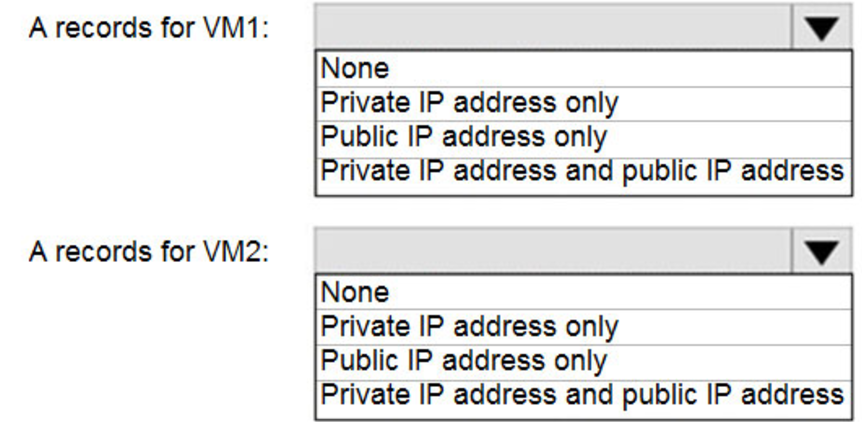 A records for VM1:
None
Private IP address only
Public IP address only
Private IP address and public IP address
A records for VM2:
None
Private IP address only
Public IP address only
Private IP address and public IP address